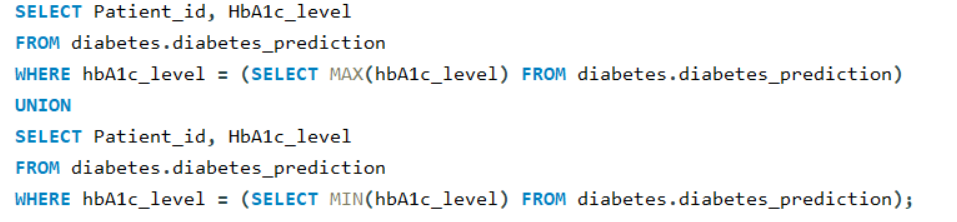 SELECT Patient_id, HbA1c_level
FROM diabetes.diabetes_prediction
WHERE hbA1c_level = (SELECT MAX(hbA1c_level) FROM diabetes.diabetes_prediction)
UNION
SELECT Patient_id, HbA1c_level
FROM diabetes.diabetes_prediction
WHERE hbA1c_level = (SELECT MIN(hbA1c_level) FROM diabetes.diabetes_prediction);